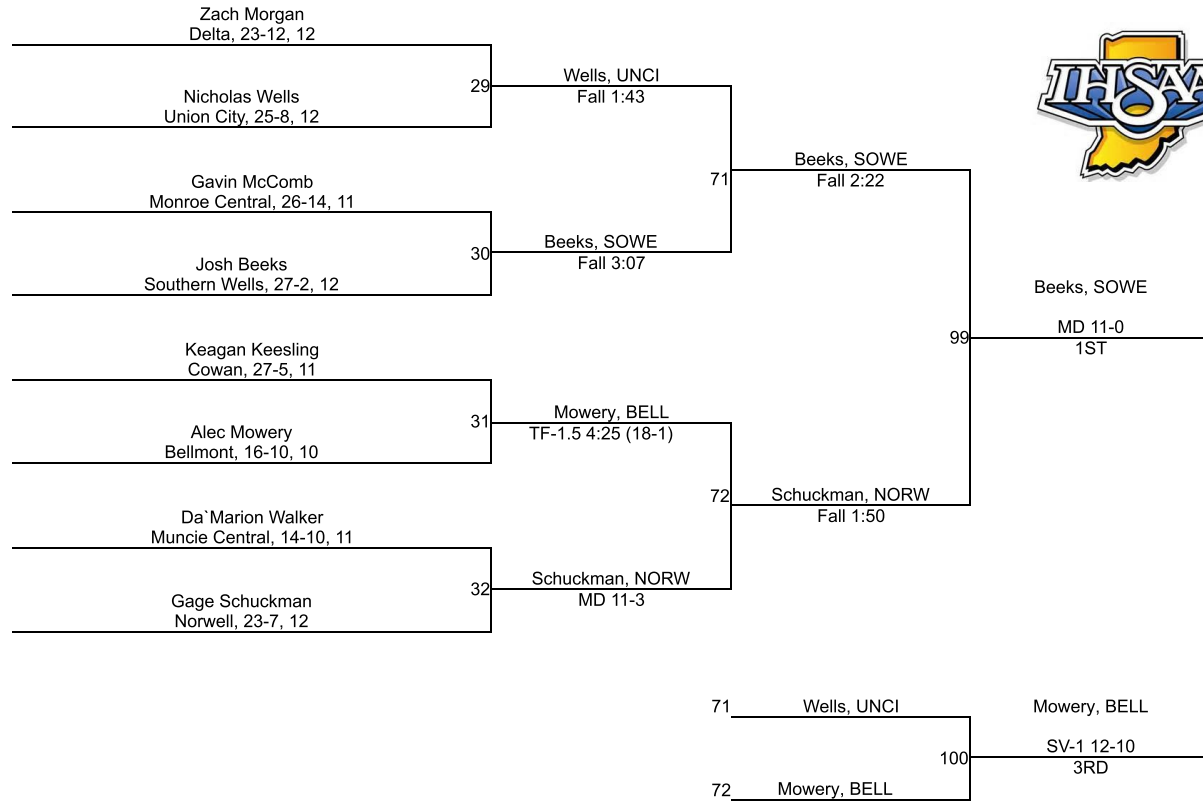 Zach Morgan
Delta, 23-12, 12
Nicholas Wells
Union City, 25-8, 12
29
Wells, UNCI
Fall 1:43
Gavin McComb
Monroe Central, 26-14, 11
Josh Beeks
Southern Wells, 27-2, 12
30
Beeks, SOWE
Fall 3:07
71
Beeks, SOWE
Fall 2:22
Keagan Keesling
Cowan, 27-5, 11
Alec Mowery
Bellmont, 16-10, 10
31
Mowery, BELL
TF-1.5 4:25 (18-1)
Da`Marion Walker
Muncie Central, 14-10, 11
Gage Schuckman
Norwell, 23-7, 12
32
Schuckman, NORW
MD 11-3
72
Schuckman, NORW
Fall 1:50
99
Beeks, SOWE
MD 11-0
1ST
IHSAA
71
Wells, UNCI
72
Mowery, BELL
100
Mowery, BELL
SV-1 12-10
3RD